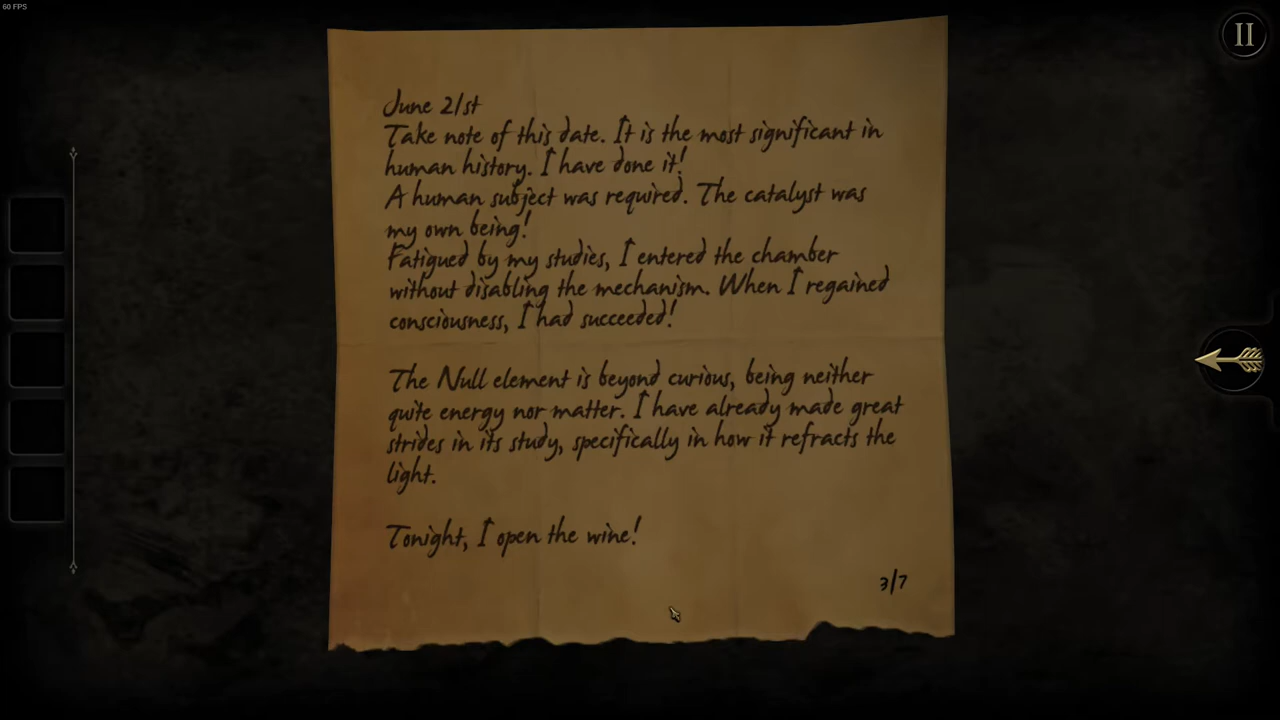 60 FPS
II
June 21st
Take note of this date. It is the most significant in
human history. I have done it!
A human subject was required. The catalyst was
my own being!
Fatigued by my studies, I entered the chamber
without disabling the mechanism. When I regained
consciousness, I had succeeded!
The Null element is beyond curious, being neither
quite energy nor matter. I have already made great
strides in its study, specifically in how it refracts the
light.
Tonight, I open the wine!
3/7